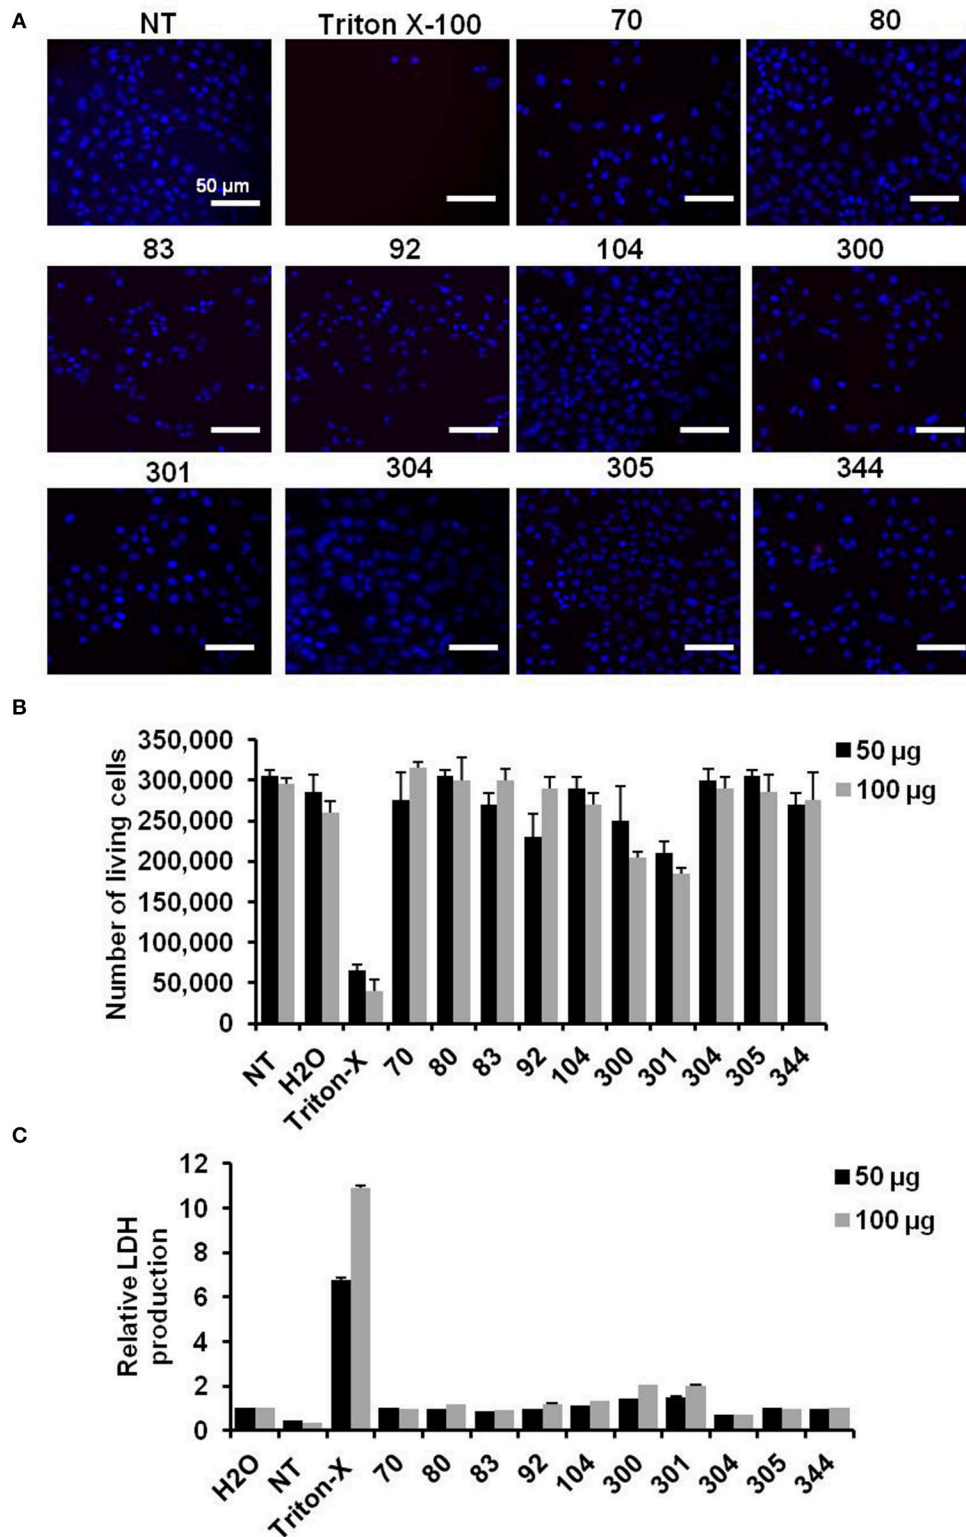 A
NT
Triton X-100
70
80
50 µm
83
92
104
300
301
304
305
344
B
350,000
300,000
250,000
200,000
150,000
100,000
50,000
0
Number of living cells
50 µg
100 µg
NT
H2O
Triton-X
70
80
83
92
104
300
301
304
305
344
C
12
10
8
6
4
2
0
Relative LDH
production
50 µg
100 µg
H2O
NT
Triton-X
70
80
83
92
104
300
301
304
305
344